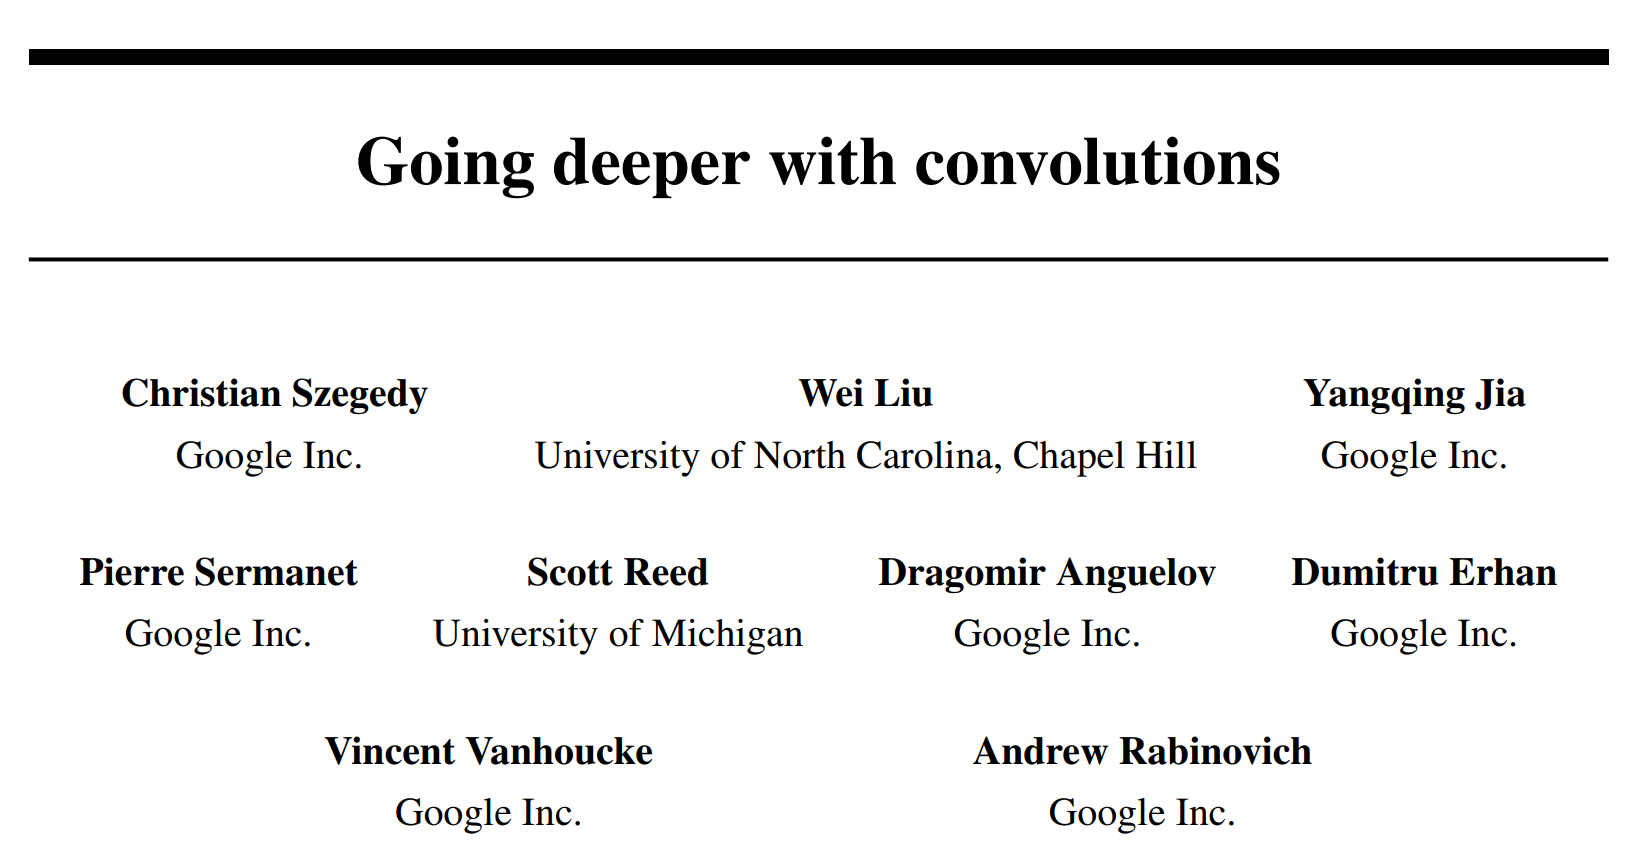 Going deeper with convolutions
Christian Szegedy Wei Liu Yangqing Jia
Google Inc. University of North Carolina, Chapel Hill Google Inc.
Pierre Sermanet Scott Reed Dragomir Anguelov Dumitru Erhan
Google Inc. University of Michigan Google Inc. Google Inc.
Vincent Vanhoucke Andrew Rabinovich
Google Inc. Google Inc.